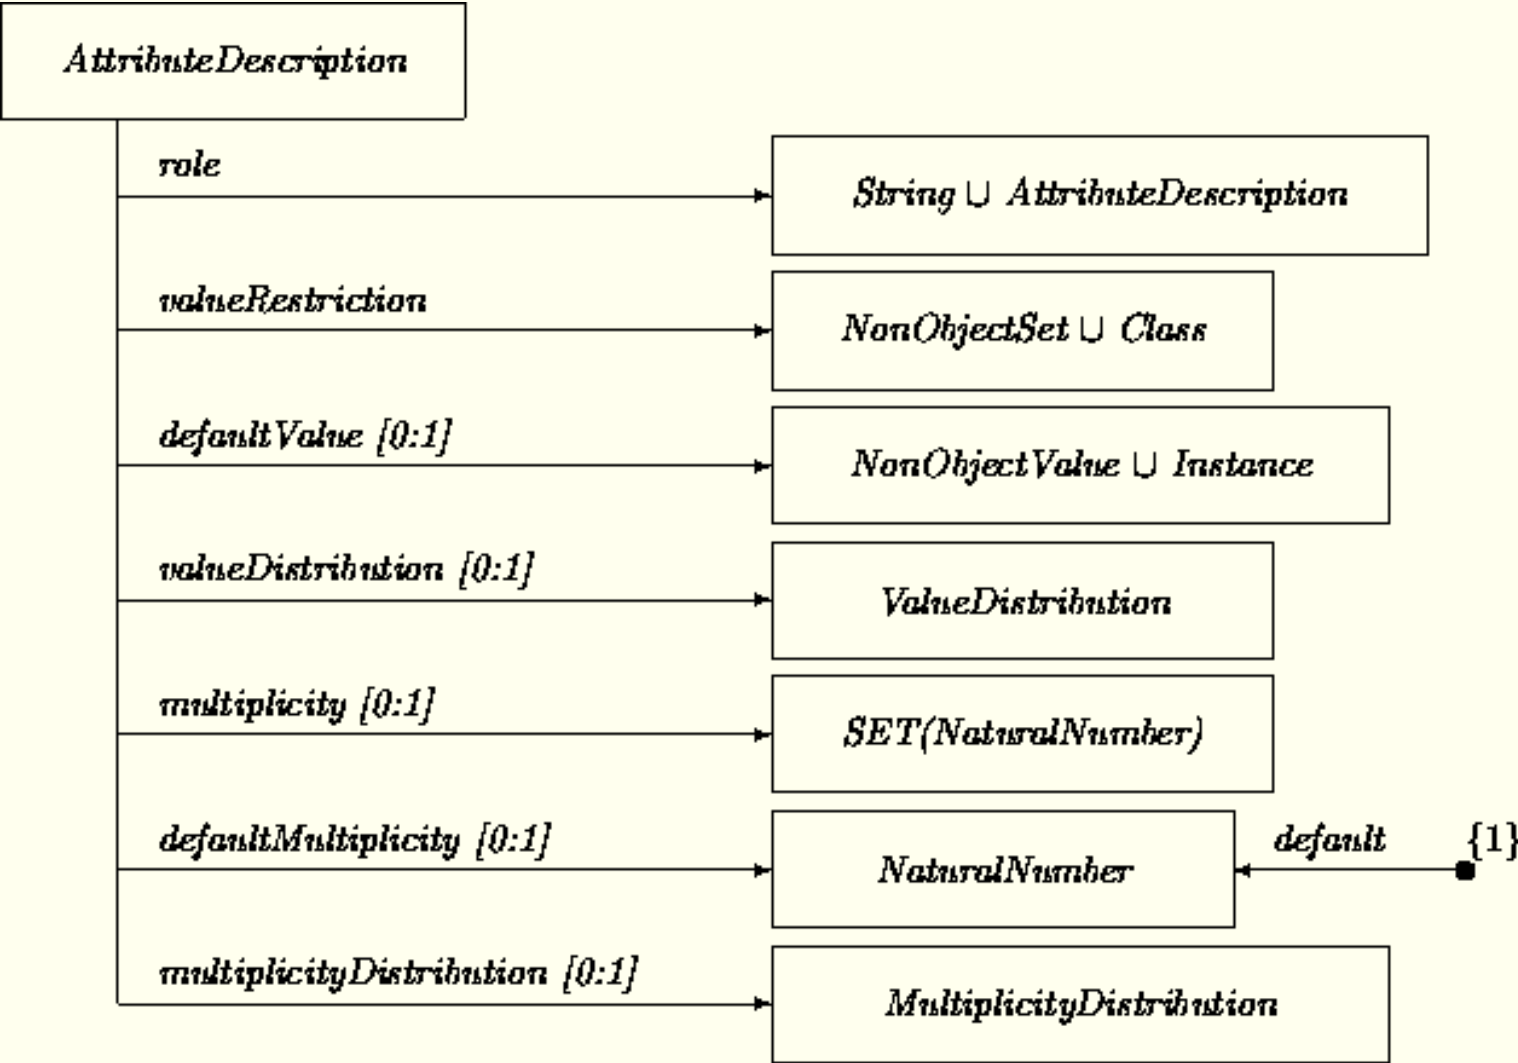 AttributeDescription
role
String ∪ AttributeDescription
valueRestriction
NonObjectSet ∪ Class
defaultValue [0:1]
NonObjectValue ∪ Instance
valueDistribution [0:1]
ValueDistribution
multiplicity [0:1]
SET(NaturalNumber)
defaultMultiplicity [0:1]
NaturalNumber
default
{1}
multiplicityDistribution [0:1]
MultiplicityDistribution